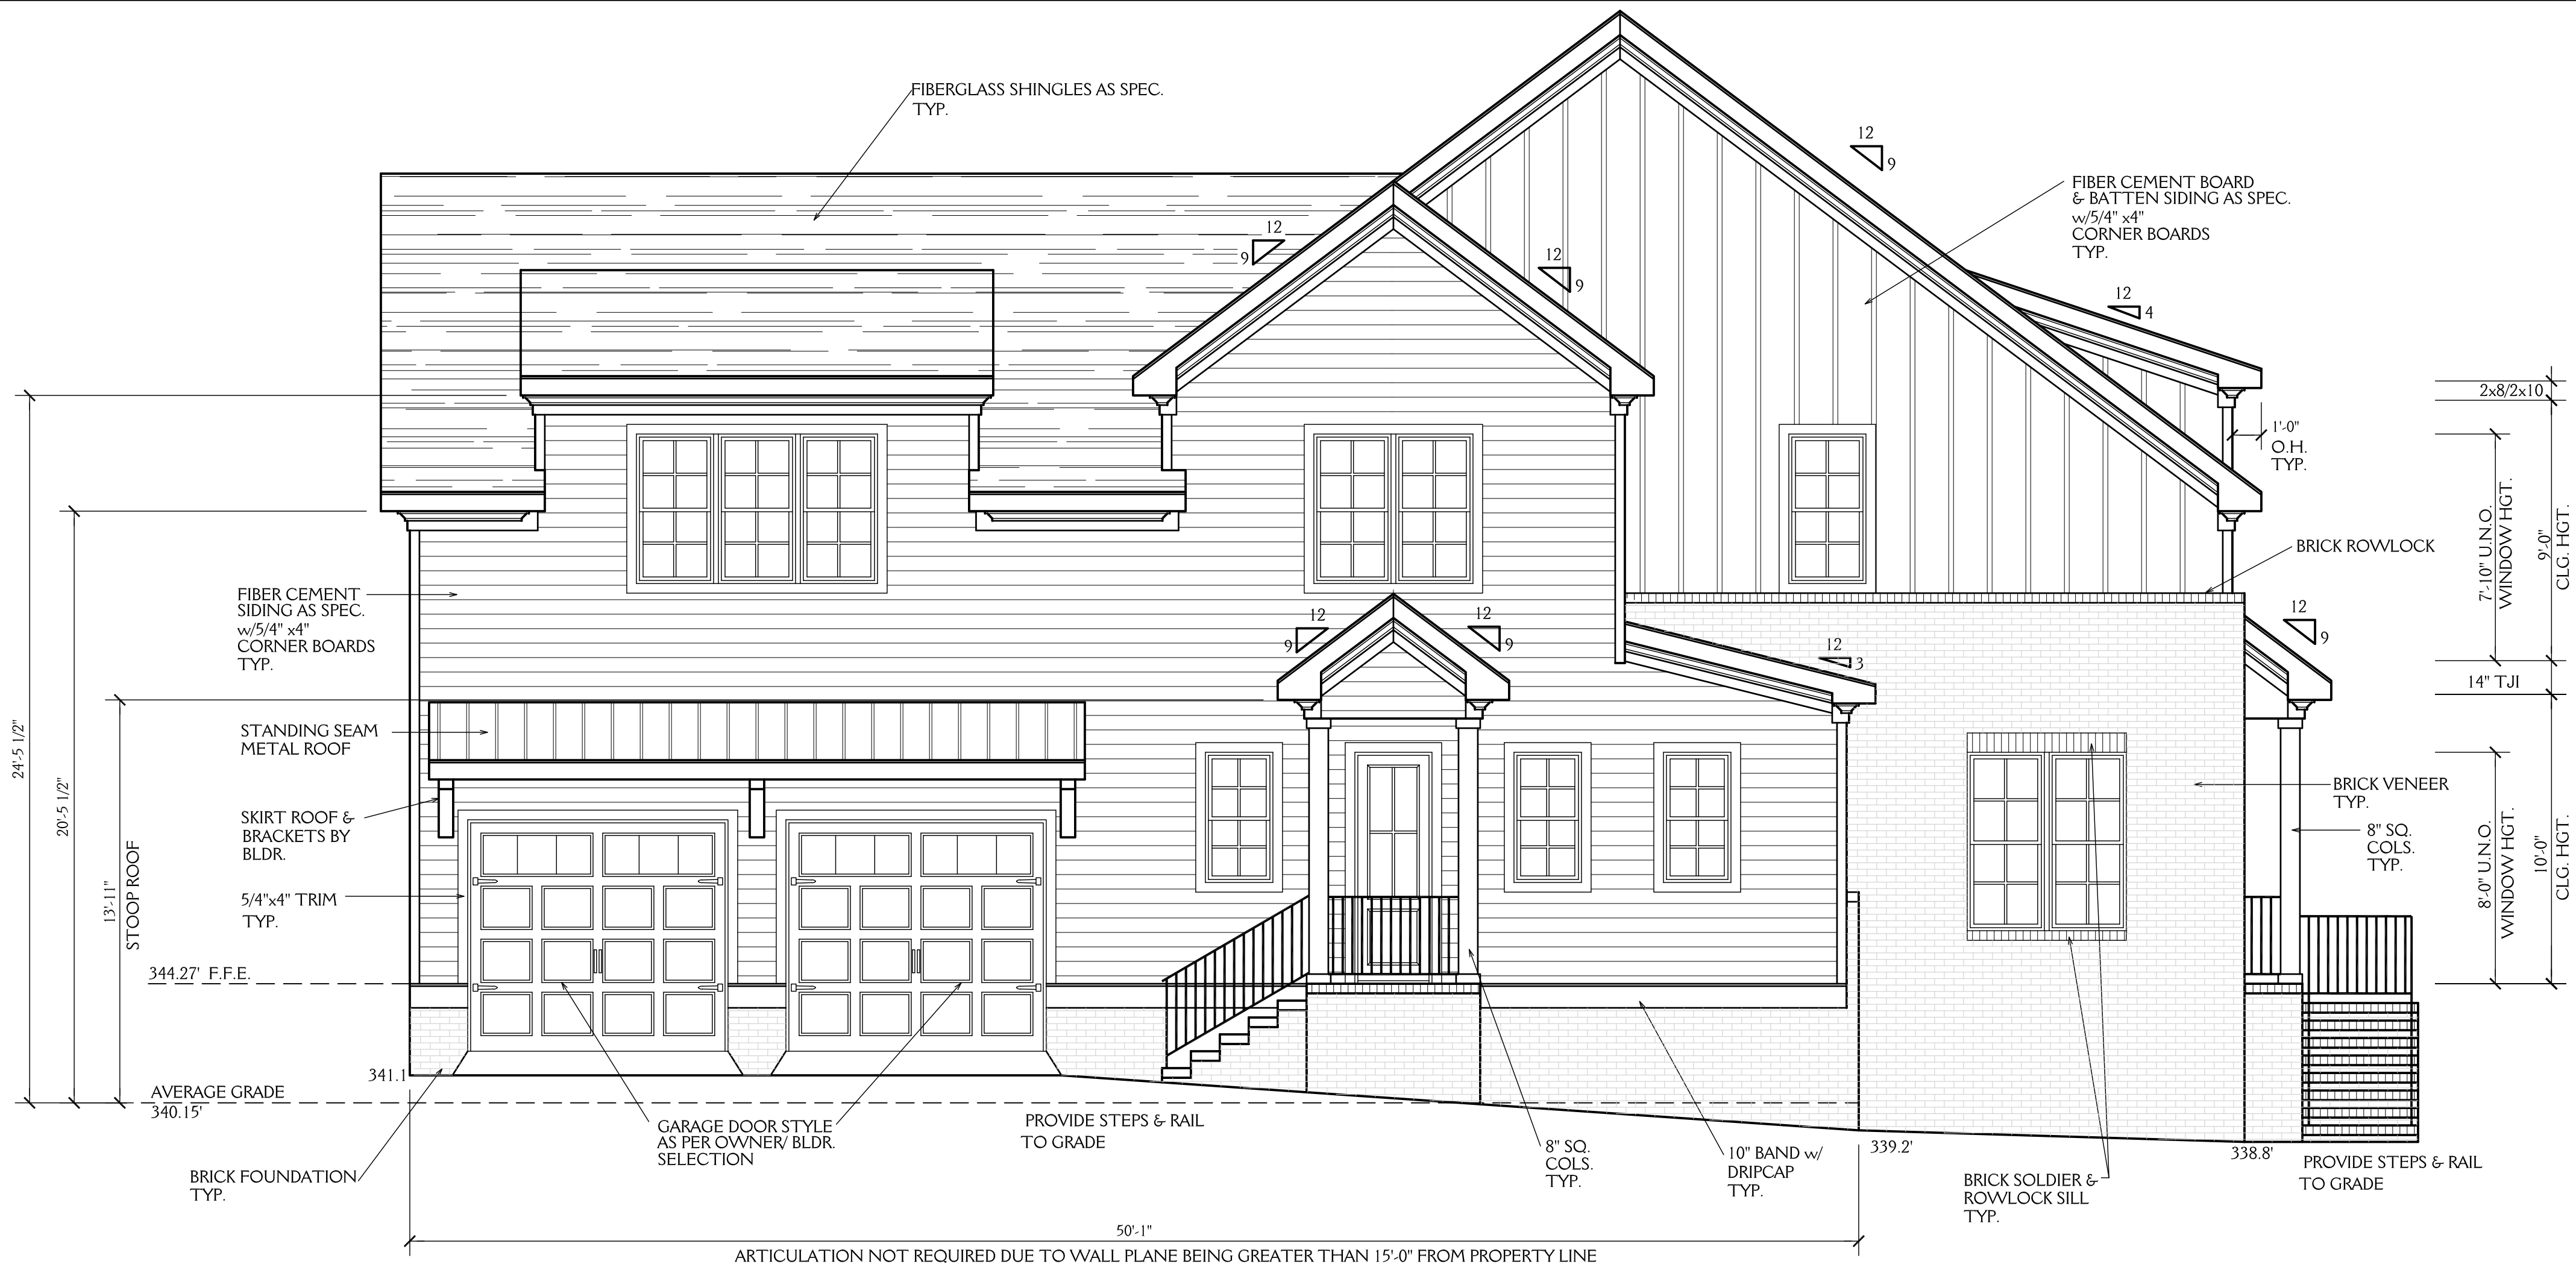 FIBERGLASS SHINGLES AS SPEC.
TYP.
12
9
FIBER CEMENT BOARD
& BATTEN SIDING AS SPEC.
w/5/4" x4"
CORNER BOARDS
TYP.
12
9
12
9
12
4
2x8/2x10
1'-0"
O.H.
TYP.
7'-10" U.N.O.
WINDOW HGT.
9'-0"
CLG. HGT.
BRICK ROWLOCK
24'-5 1/2"
20'-5 1/2"
13'-11"
STOOP ROOF
FIBER CEMENT
SIDING AS SPEC.
w/5/4" x4"
CORNER BOARDS
TYP.
12
9
12
9
12
3
12
9
14" TJI
STANDING SEAM
METAL ROOF
SKIRT ROOF &
BRACKETS BY
BLDR.
5/4"x4" TRIM
TYP.
BRICK VENEER
TYP.
8" SQ.
COLS.
TYP.
8'-0" U.N.O.
WINDOW HGT.
10'-0"
CLG. HGT.
344.27' F.F.E.
341.1
AVERAGE GRADE
340.15'
BRICK FOUNDATION
TYP.
GARAGE DOOR STYLE
AS PER OWNER/ BLDR.
SELECTION
PROVIDE STEPS & RAIL
TO GRADE
8" SQ.
COLS.
TYP.
10" BAND w/
DRIPCAP
TYP.
339.2'
BRICK SOLDIER &
ROWLOCK SILL
TYP.
338.8'
PROVIDE STEPS & RAIL
TO GRADE
50'-1"
ARTICULATION NOT REQUIRED DUE TO WALL PLANE BEING GREATER THAN 15'-0" FROM PROPERTY LINE